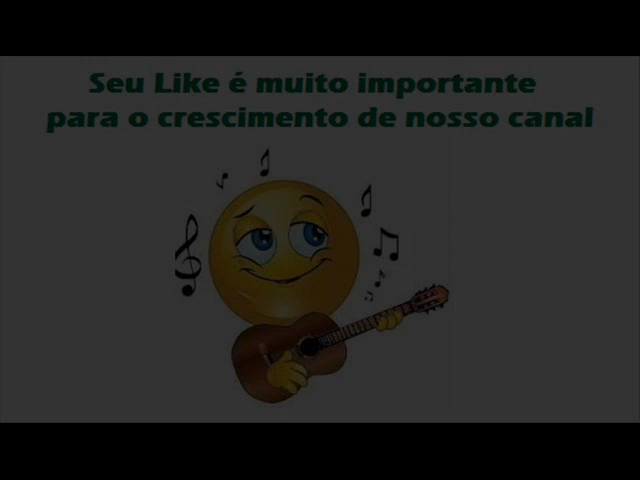 Seu Like é muito importante
para o crescimento de nosso canal